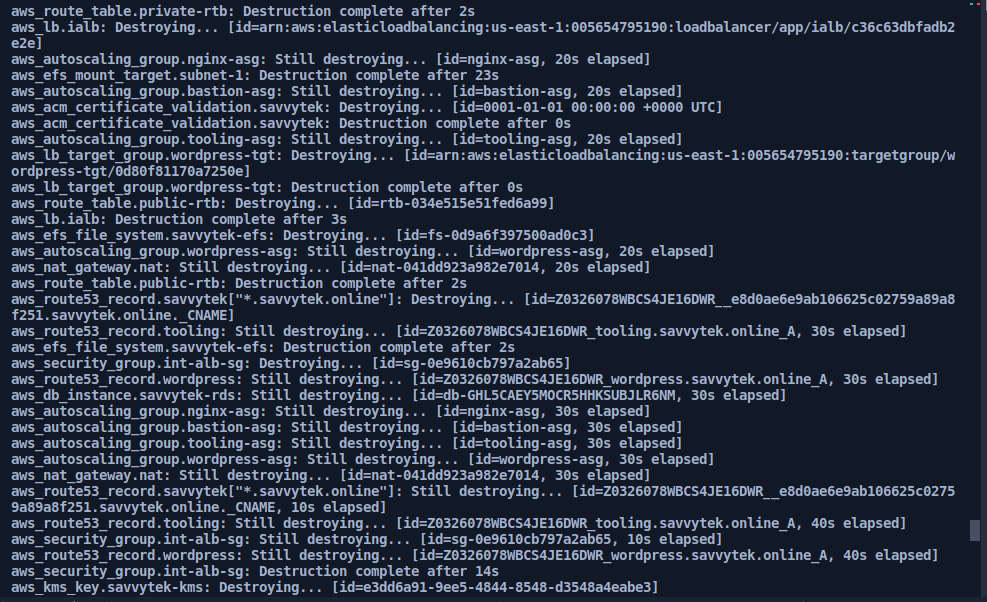 aws_route_table.private-rtb: Destruction complete after 2s
aws_lb.ialb: Destroying... [id=arn:aws:elasticloadbalancing:us-east-1:005654795190:loadbalancer/app/ialb/c36c63dbfadb2
e2e]
aws_autoscaling_group.nginx-asg: Still destroying... [id=nginx-asg, 20s elapsed]
aws_efs_mount_target.subnet-1: Destruction complete after 23s
aws_autoscaling_group.bastion-asg: Still destroying... [id=bastion-asg, 20s elapsed]
aws_acm_certificate_validation.savvytek: Destroying... [id=0001-01-01 00:00:00 +0000 UTC]
aws_acm_certificate_validation.savvytek: Destruction complete after 0s
aws_autoscaling_group.tooling-asg: Still destroying... [id=tooling-asg, 20s elapsed]
aws_lb_target_group.wordpress-tgt: Destroying... [id=arn:aws:elasticloadbalancing:us-east-1:005654795190:targetgroup/w
ordpress-tgt/0d80f81170a7250e]
aws_lb_target_group.wordpress-tgt: Destruction complete after 0s
aws_route_table.public-rtb: Destroying... [id=rtb-034e515e51fed6a99]
aws_lb.ialb: Destruction complete after 3s
aws_efs_file_system.savvytek-efs: Destroying... [id=fs-0d9a6f397500ad0c3]
aws_autoscaling_group.wordpress-asg: Still destroying... [id=wordpress-asg, 20s elapsed]
aws_nat_gateway.nat: Still destroying... [id=nat-041dd923a982e7014, 20s elapsed]
aws_route_table.public-rtb: Destruction complete after 2s
aws_route53_record.savvytek["*.savvytek.online"]: Destroying... [id=Z0326078WBCS4JE16DWR__e8d0ae6e9ab106625c02759a89a8
f251.savvytek.online._CNAME]
aws_route53_record.tooling: Still destroying... [id=Z0326078WBCS4JE16DWR_tooling.savvytek.online_A, 30s elapsed]
aws_efs_file_system.savvytek-efs: Destruction complete after 2s
aws_security_group.int-alb-sg: Destroying... [id=sg-0e9610cb797a2ab65]
aws_route53_record.wordpress: Still destroying... [id=Z0326078WBCS4JE16DWR_wordpress.savvytek.online_A, 30s elapsed]
aws_db_instance.savvytek-rds: Still destroying... [id=db-GHL5CAEY5MOCR5HHKSUBJLR6NM, 30s elapsed]
aws_autoscaling_group.nginx-asg: Still destroying... [id=nginx-asg, 30s elapsed]
aws_autoscaling_group.bastion-asg: Still destroying... [id=bastion-asg, 30s elapsed]
aws_autoscaling_group.tooling-asg: Still destroying... [id=tooling-asg, 30s elapsed]
aws_autoscaling_group.wordpress-asg: Still destroying... [id=wordpress-asg, 30s elapsed]
aws_nat_gateway.nat: Still destroying... [id=nat-041dd923a982e7014, 30s elapsed]
aws_route53_record.savvytek["*.savvytek.online"]: Still destroying... [id=Z0326078WBCS4JE16DWR__e8d0ae6e9ab106625c0275
9a89a8f251.savvytek.online._CNAME, 10s elapsed]
aws_route53_record.tooling: Still destroying... [id=Z0326078WBCS4JE16DWR_tooling.savvytek.online_A, 40s elapsed]
aws_security_group.int-alb-sg: Still destroying... [id=sg-0e9610cb797a2ab65, 10s elapsed]
aws_route53_record.wordpress: Still destroying... [id=Z0326078WBCS4JE16DWR_wordpress.savvytek.online_A, 40s elapsed]
aws_security_group.int-alb-sg: Destruction complete after 14s
aws_kms_key.savvytek-kms: Destroying... [id=e3dd6a91-9ee5-4844-8548-d3548a4eabe3]